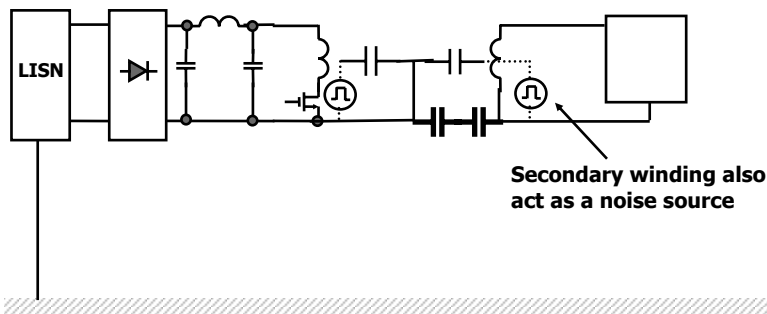 LISN
Secondary winding also
act as a noise source